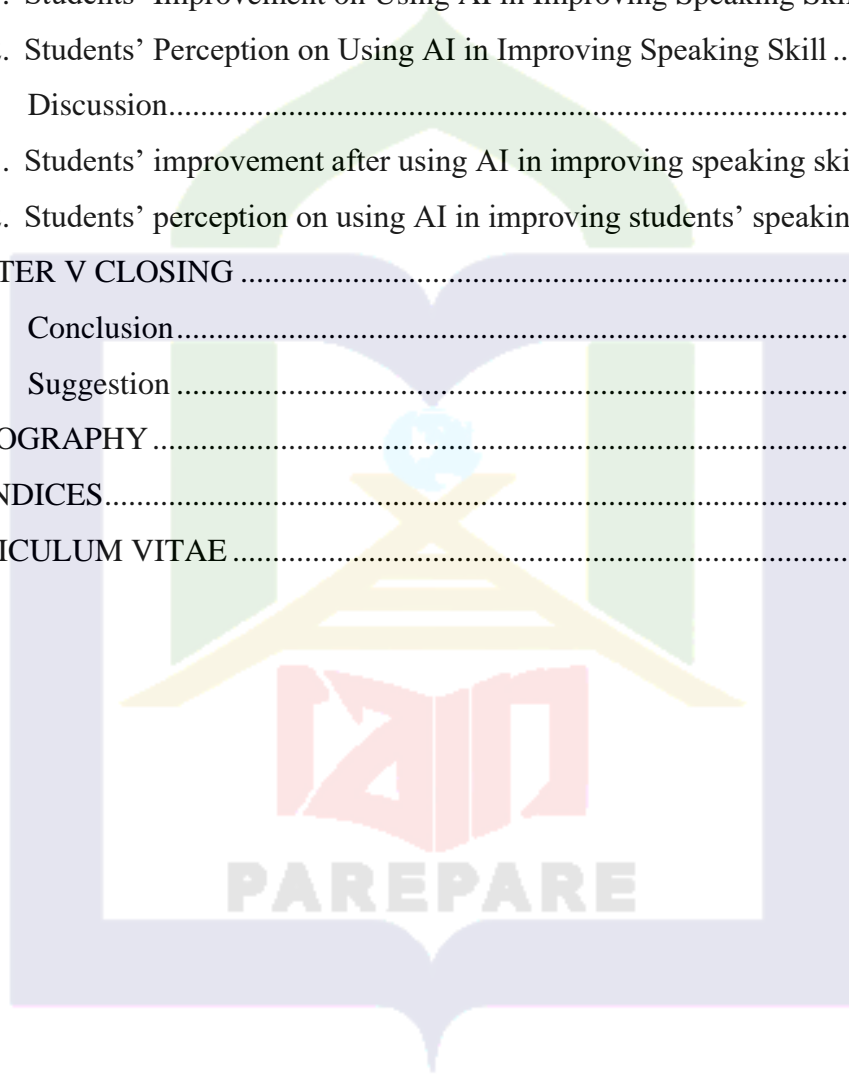 . Students’ Improvement on Using AI in Improving Speaking Skil
. Students’ Perception on Using AI in Improving Speaking Skill ...
Discussion..........................................................................................
. Students’ improvement after using AI in improving speaking ski
. Students’ perception on using AI in improving students’ speakin
TER V CLOSING .................................................................................
Conclusion.........................................................................................
Suggestion .........................................................................................
OGRAPHY ............................................................................................
NDICES..................................................................................................
ICULUM VITAE ..................................................................................
iain
PAREPARE